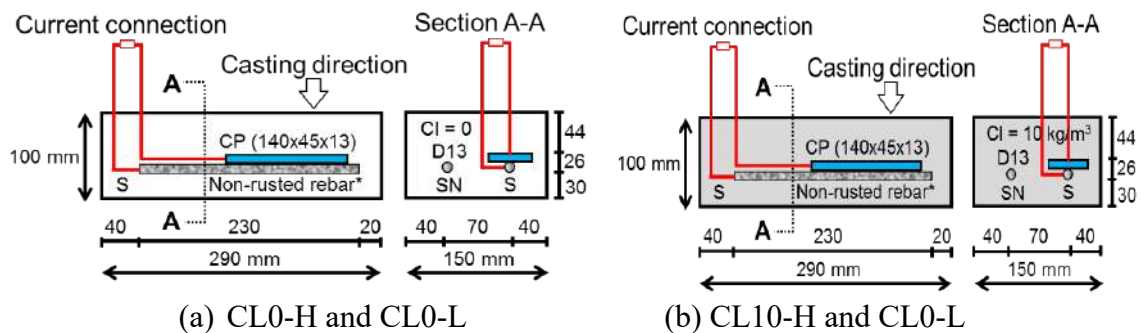 Current connection
Section A-A
A
Casting direction
100 mm
CP (140x45x13)
S
Non-rusted rebar*
A
40
230
20
290 mm
Cl = 0
D13
SN
S
44
26
30
40
70
40
150 mm
(a) CL0-H and CL0-L
Current connection
Section A-A
A
Casting direction
100 mm
CP (140x45x13)
S
Non-rusted rebar*
A
40
230
20
290 mm
Cl = 10 kg/m³
D13
SN
S
44
26
30
40
70
40
150 mm
(b) CL10-H and CL0-L